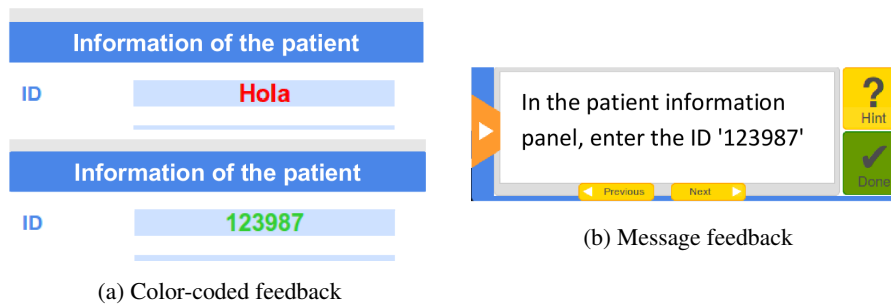 Information of the patient
ID
Hola
Information of the patient
ID
123987
(a) Color-coded feedback
In the patient information
panel, enter the ID '123987'
Previous
Next
?
Hint
Done
(b) Message feedback